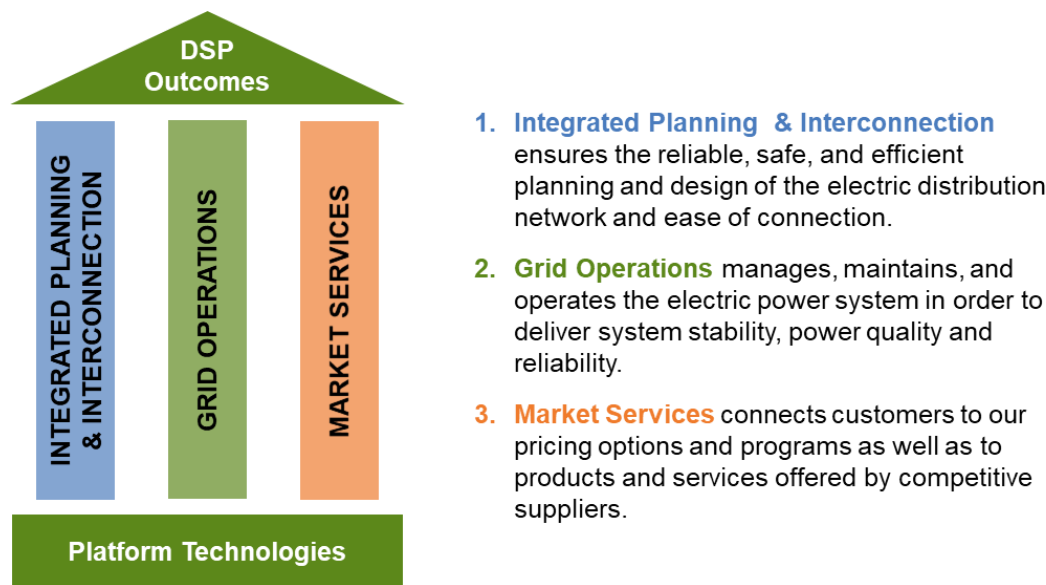 DSP
Outcomes
INTEGRATED PLANNING
& INTERCONNECTION
GRID OPERATIONS
MARKET SERVICES
Platform Technologies
1. Integrated Planning & Interconnection
ensures the reliable, safe, and efficient
planning and design of the electric distribution
network and ease of connection.
2. Grid Operations manages, maintains, and
operates the electric power system in order to
deliver system stability, power quality and
reliability.
3. Market Services connects customers to our
pricing options and programs as well as to
products and services offered by competitive
suppliers.